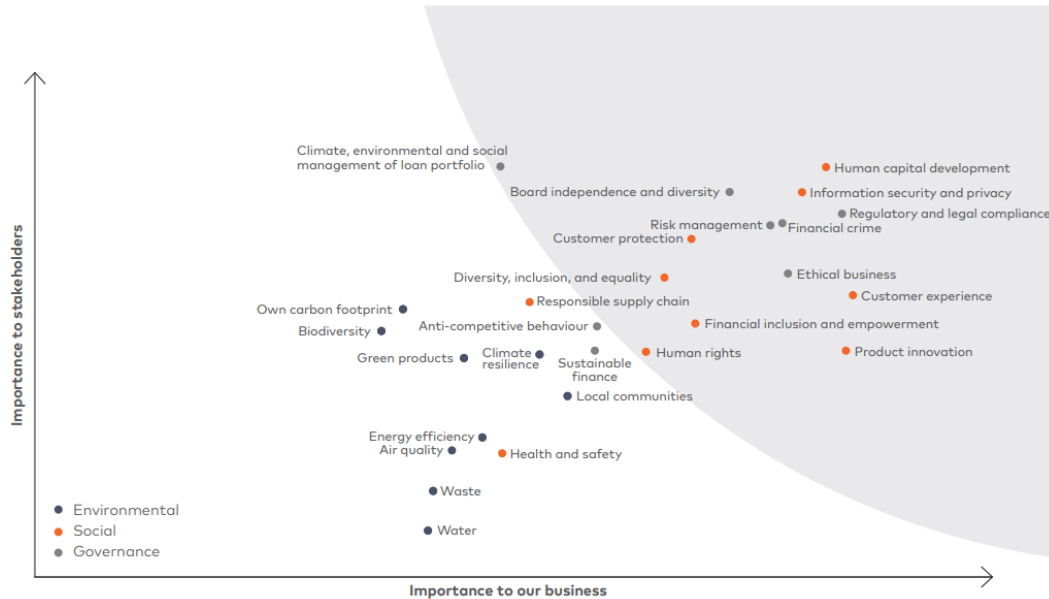 Climate, environmental and social
management of loan portfolio
Human capital development
Board independence and diversity
Information security and privacy
Regulatory and legal compliance
Risk management
Financial crime
Customer protection
Ethical business
Diversity, inclusion, and equality
Customer experience
Responsible supply chain
Own carbon footprint
Anti-competitive behaviour
Financial inclusion and empowerment
Biodiversity
Green products
Climate
resilience
Sustainable
finance
Human rights
Product innovation
Local communities
Energy efficiency
Air quality
Health and safety
Waste
Water
Environmental
Social
Governance
Importance to stakeholders
Importance to our business